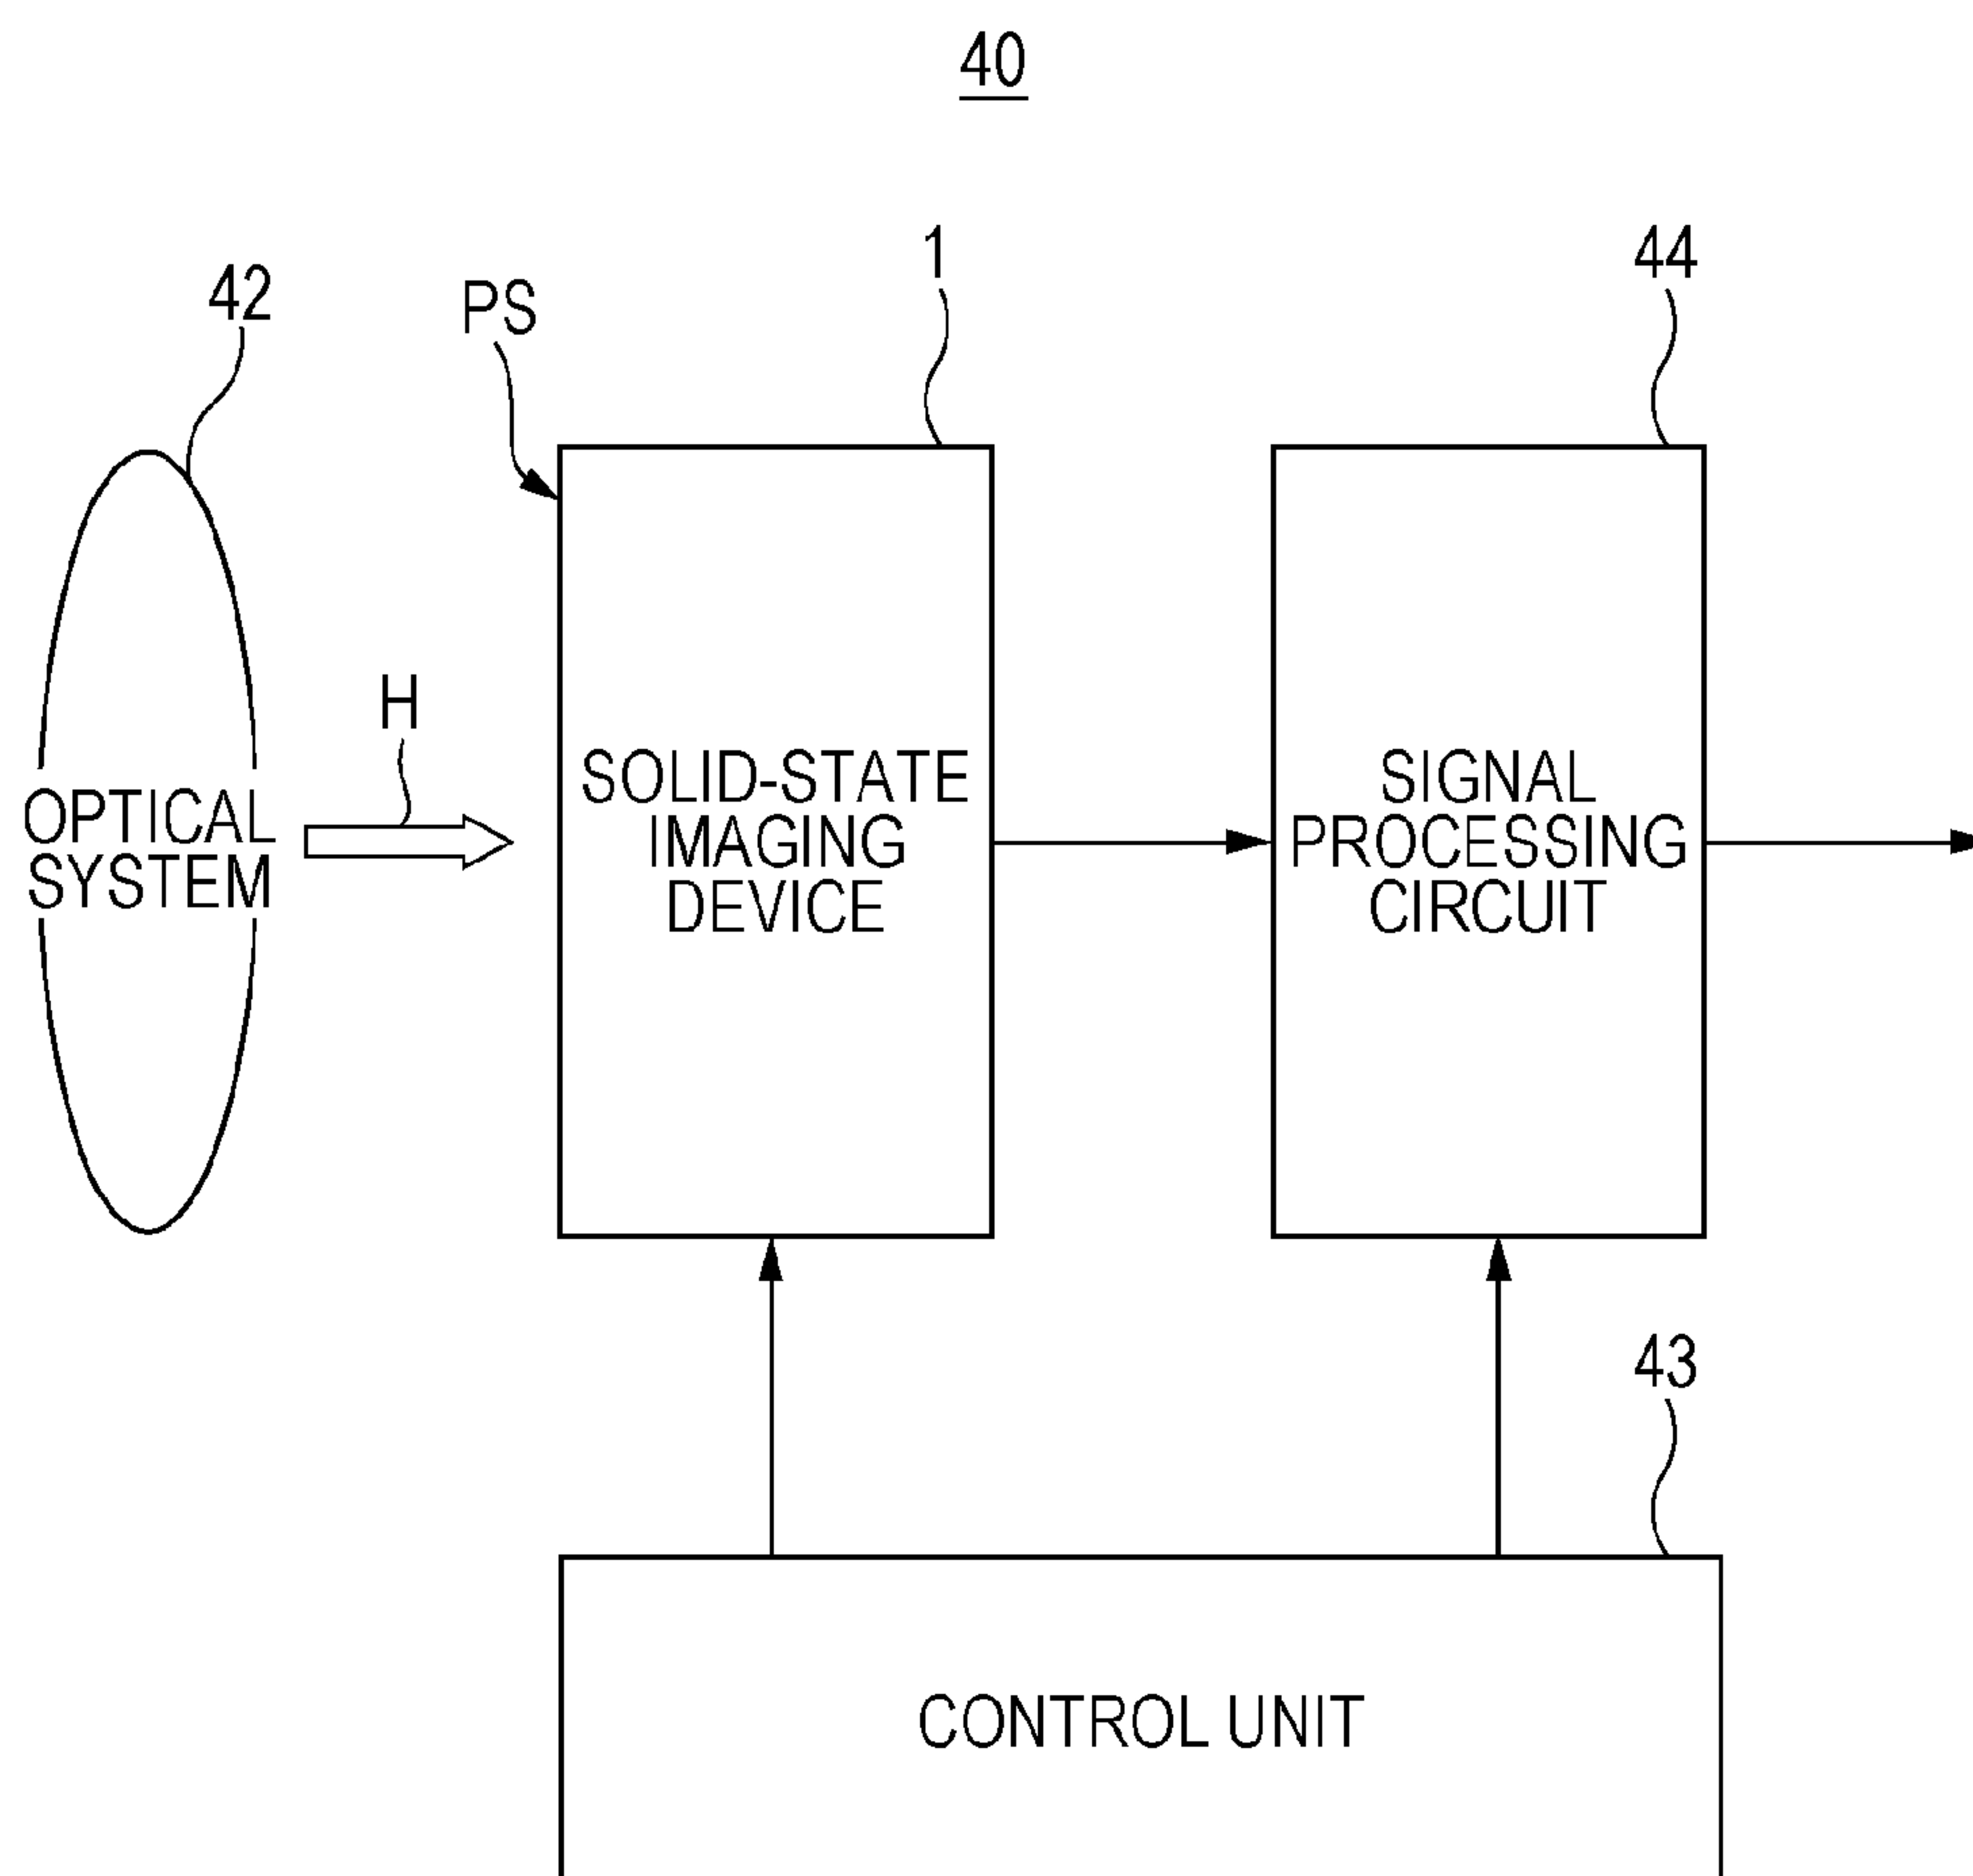 40
1
44
42
PS
H
OPTICAL
SYSTEM
SOLID-STATE
IMAGING
DEVICE
SIGNAL
PROCESSING
CIRCUIT
43
CONTROL UNIT